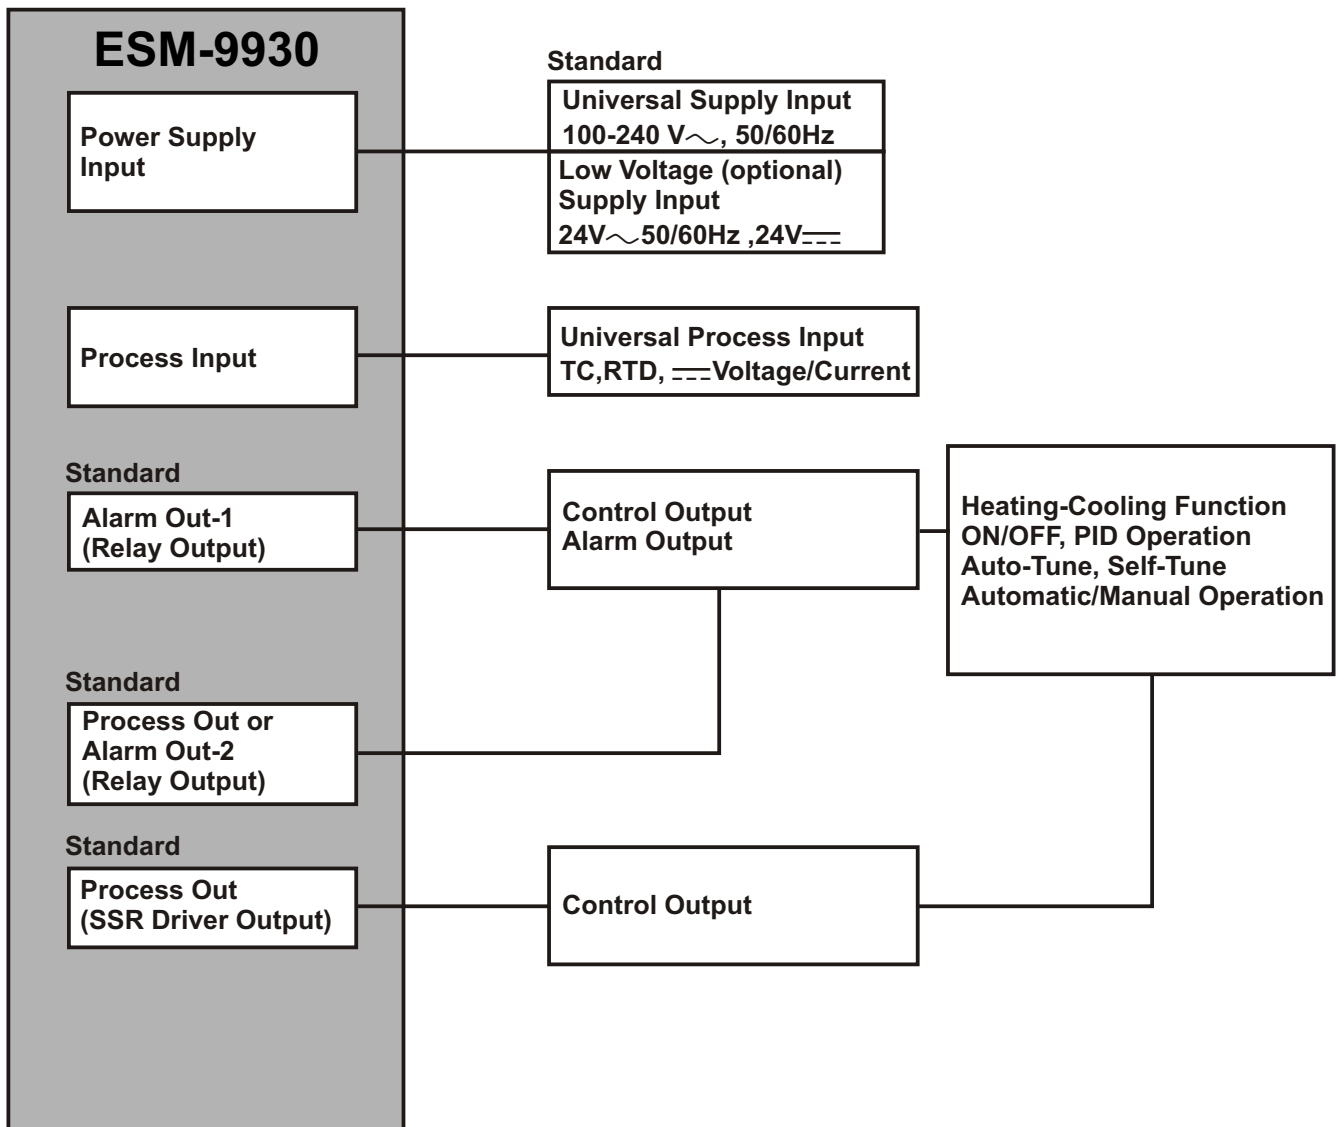 ESM-9930
Standard
Power Supply
Input
Universal Supply Input
100-240 V～, 50/60Hz
Low Voltage (optional)
Supply Input
24V～50/60Hz ,24V⎓
Process Input
Universal Process Input
TC,RTD, ⎓Voltage/Current
Standard
Alarm Out-1
(Relay Output)
Control Output
Alarm Output
Heating-Cooling Function
ON/OFF, PID Operation
Auto-Tune, Self-Tune
Automatic/Manual Operation
Standard
Process Out or
Alarm Out-2
(Relay Output)
Standard
Process Out
(SSR Driver Output)
Control Output